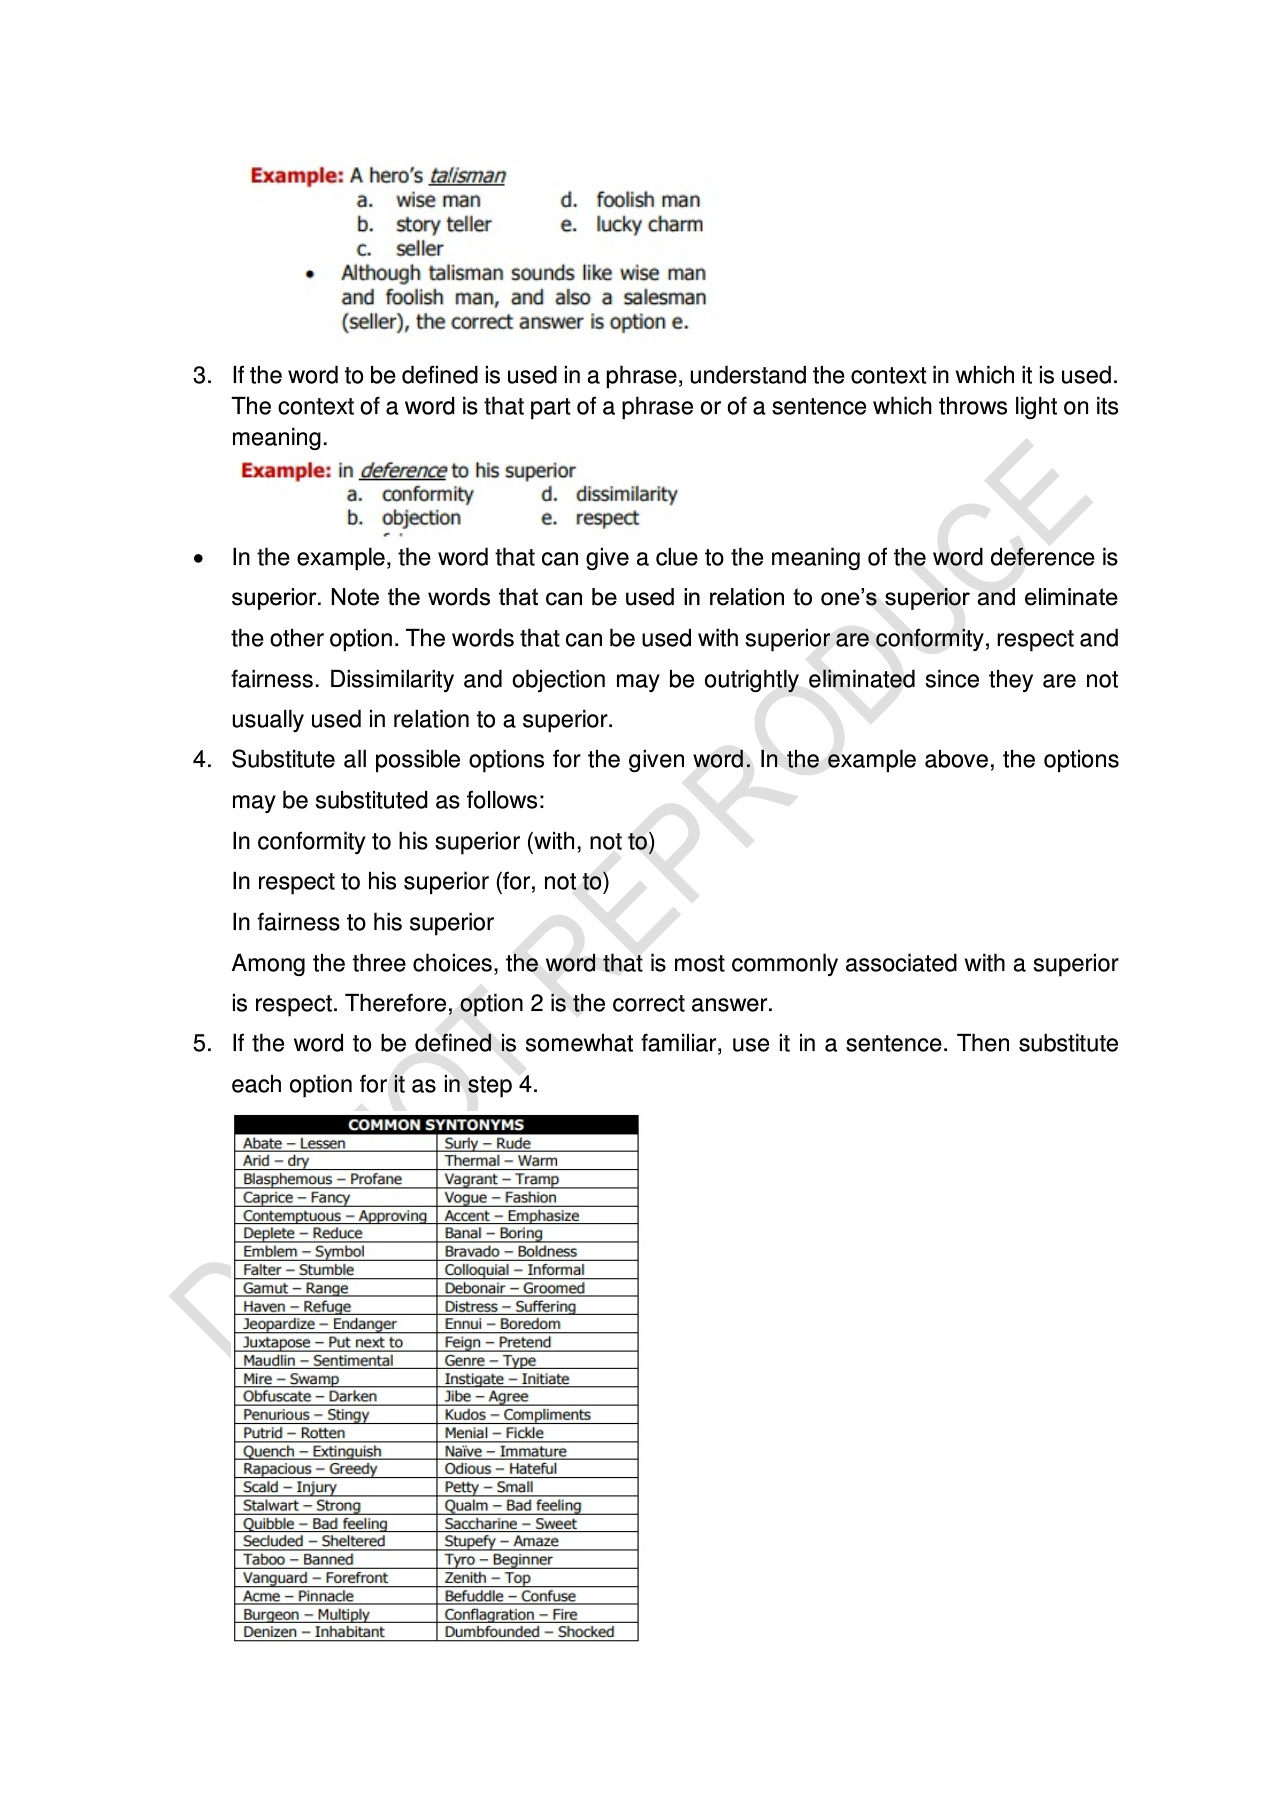 Example: A hero's talisman
a. wise man d. foolish man
b. story teller e. lucky charm
c. seller
• Although talisman sounds like wise man
and foolish man, and also a salesman
(seller), the correct answer is option e.
3. If the word to be defined is used in a phrase, understand the context in which it is used.
The context of a word is that part of a phrase or of a sentence which throws light on its
meaning.
Example: in deference to his superior
a. conformity d. dissimilarity
b. objection e. respect
• In the example, the word that can give a clue to the meaning of the word deference is
superior. Note the words that can be used in relation to one's superior and eliminate
the other option. The words that can be used with superior are conformity, respect and
fairness. Dissimilarity and objection may be outrightly eliminated since they are not
usually used in relation to a superior.
4. Substitute all possible options for the given word. In the example above, the options
may be substituted as follows:
In conformity to his superior (with, not to)
In respect to his superior (for, not to)
In fairness to his superior
Among the three choices, the word that is most commonly associated with a superior
is respect. Therefore, option 2 is the correct answer.
5. If the word to be defined is somewhat familiar, use it in a sentence. Then substitute
each option for it as in step 4.
COMMON SYNTONYMS
Abate – Lessen Surly – Rude
Arid – dry Thermal – Warm
Blasphemous – Profane Vagrant – Tramp
Caprice – Fancy Vogue – Fashion
Contemptuous – Approving Accent – Emphasize
Deplete – Reduce Banal – Boring
Emblem – Symbol Bravado – Boldness
Falter – Stumble Colloquial – Informal
Gamut – Range Debonair – Groomed
Haven – Refuge Distress – Suffering
Jeopardize – Endanger Ennui – Boredom
Juxtapose – Put next to Feign – Pretend
Maudlin – Sentimental Genre – Type
Mire – Swamp Instigate – Initiate
Obfuscate – Darken Jibe – Agree
Penurious – Stingy Kudos – Compliments
Putrid – Rotten Menial – Fickle
Quench – Extinguish Naïve – Immature
Rapacious – Greedy Odious – Hateful
Scald – Injury Petty – Small
Stalwart – Strong Qualm – Bad feeling
Quibble – Bad feeling Saccharine – Sweet
Secluded – Sheltered Stupefy – Amaze
Taboo – Banned Tyro – Beginner
Vanguard – Forefront Zenith – Top
Acme – Pinnacle Befuddle – Confuse
Burgeon – Multiply Conflagration – Fire
Denizen – Inhabitant Dumbfounded – Shocked
REPRODUCE